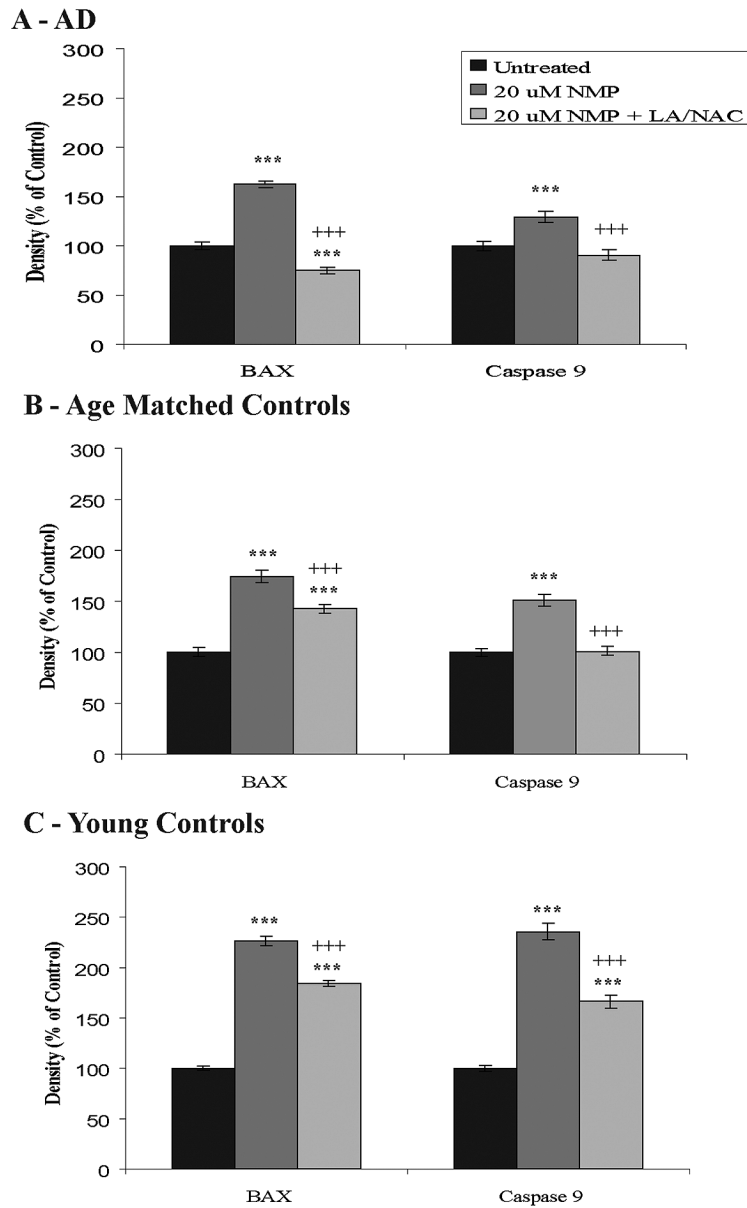 A - AD
Density (% of Control)
300
250
200
150
100
50
0
Untreated
20 uM NMP
20 uM NMP + LA/NAC
***
+++
***
***
+++
BAX
Caspase 9
B - Age Matched Controls
Density (% of Control)
300
250
200
150
100
50
0
***
+++
***
***
+++
BAX
Caspase 9
C - Young Controls
Density (% of Control)
300
250
200
150
100
50
0
***
+++
***
***
+++
***
BAX
Caspase 9